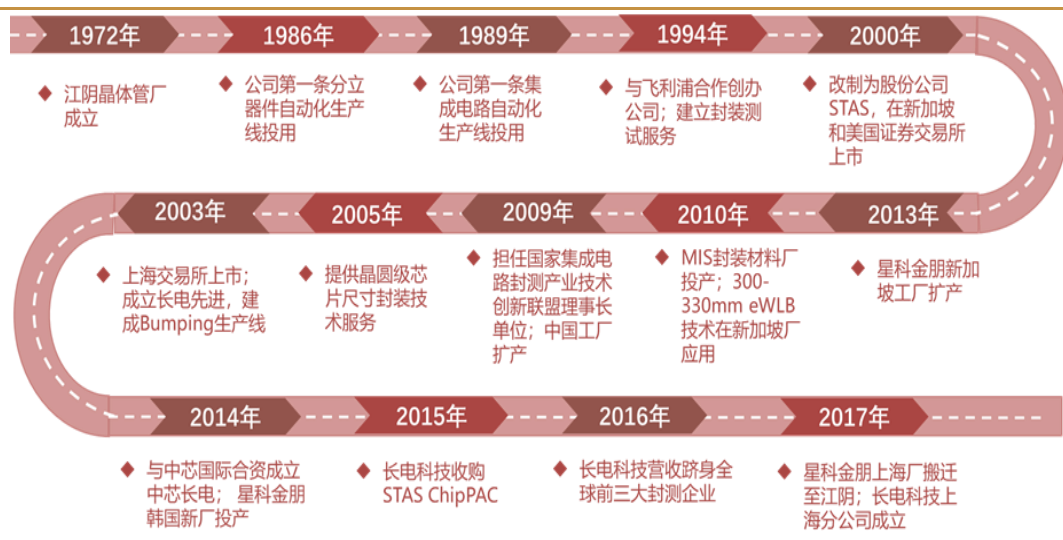 1972年
1986年
1989年
1994年
2000年
江阴晶体管厂
成立
公司第一条分立
器件自动化生产
线投用
公司第一条集
成电路自动化
生产线投用
与飞利浦合作创办
公司；建立封装测
试服务
改制为股份公司
STAS，在新加坡
和美国证券交易所
上市
2003年
2005年
2009年
2010年
2013年
上海交易所上市；
成立长电先进，建
成Bumping生产线
提供晶圆级芯
片尺寸封装技
术服务
担任国家集成电
路封测产业技术
创新联盟理事长
单位；中国工厂
扩产
MIS封装材料厂
投产；300-
330mm eWLB
技术在新加坡厂
应用
星科金朋新加
坡工厂扩产
2014年
2015年
2016年
2017年
与中芯国际合资成立
中芯长电； 星科金朋
韩国新厂投产
长电科技收购
STAS ChipPAC
长电科技营收跻身全
球前三大封测企业
星科金朋上海厂搬迁
至江阴；长电科技上
海分公司成立